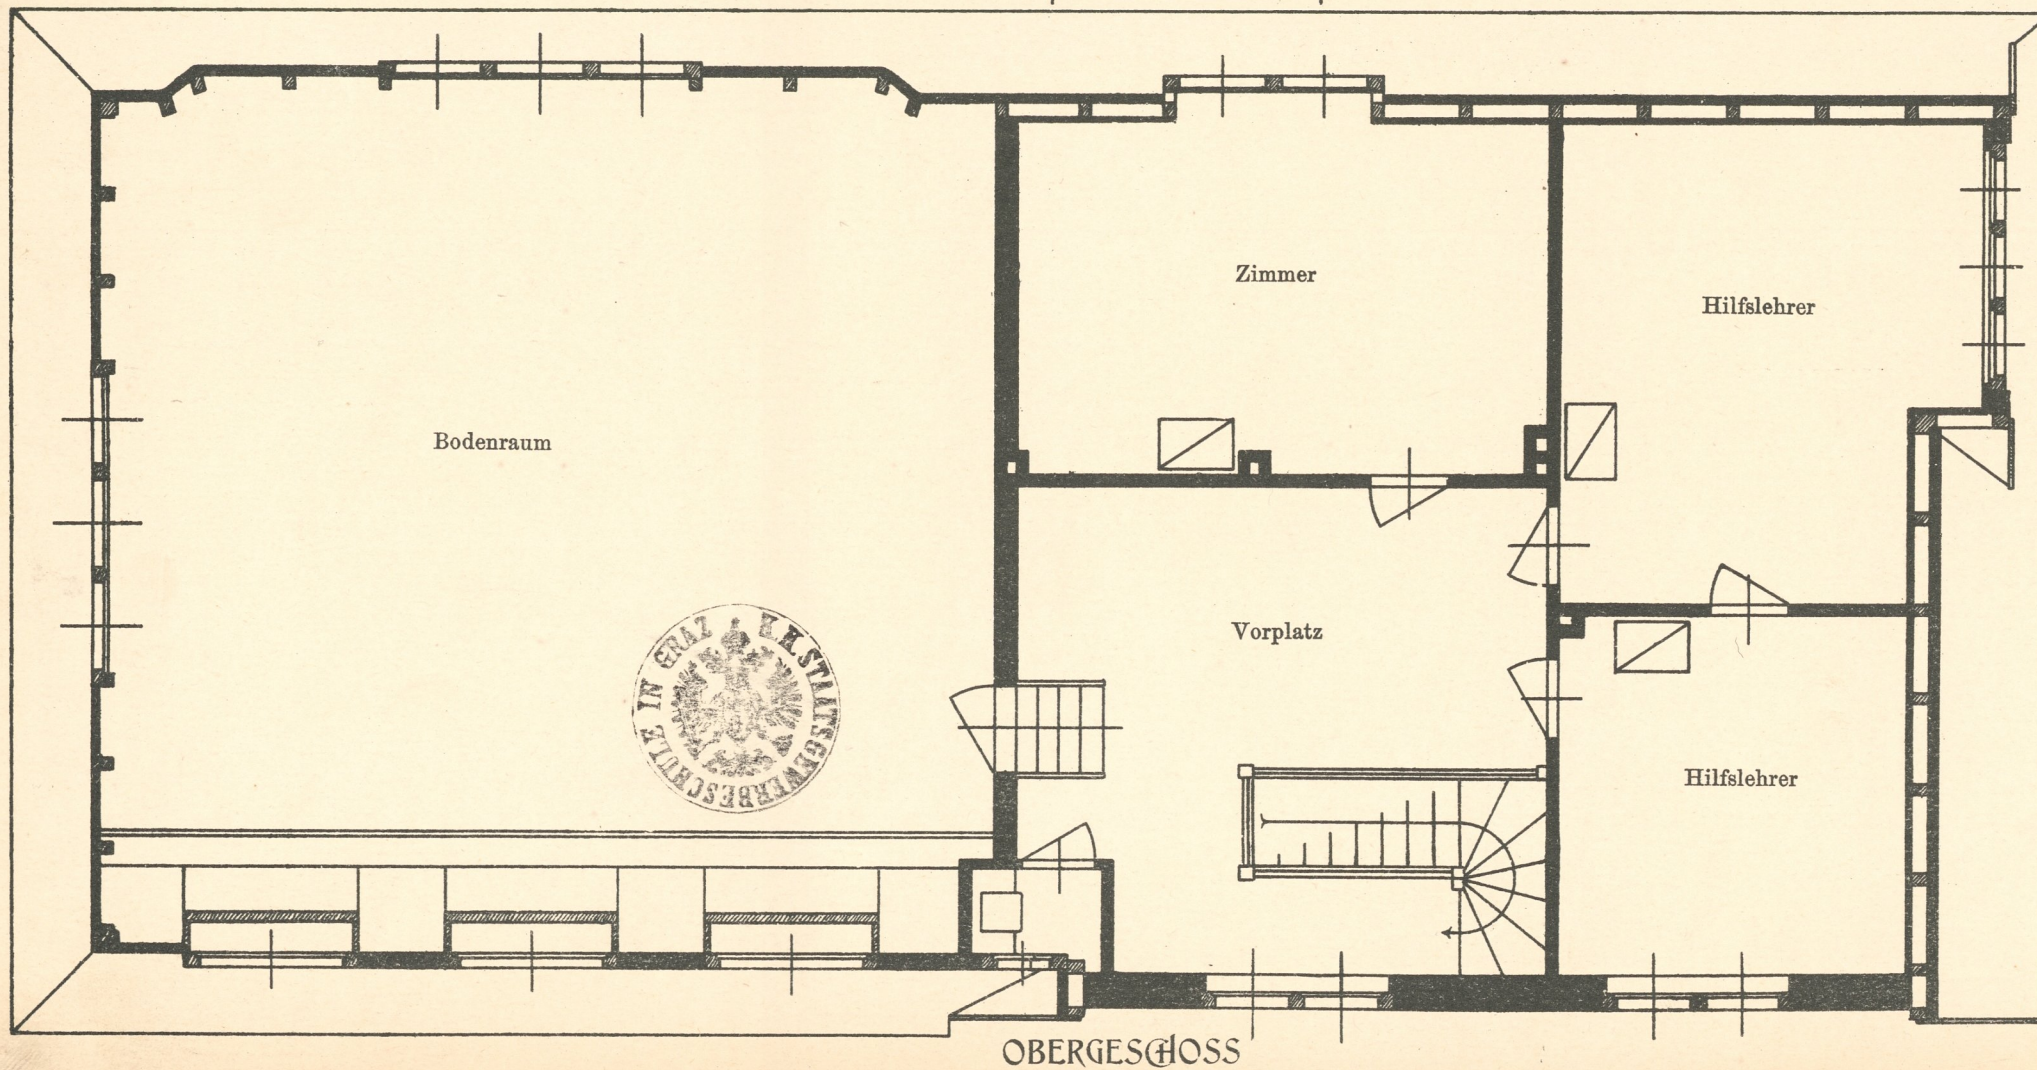 Zimmer
Hilfslehrer
Bodenraum
Vorplatz
K. K. STAATSGEWERBESCHULE IN GRAZ
Hilfslehrer
OBERGESCHOSS